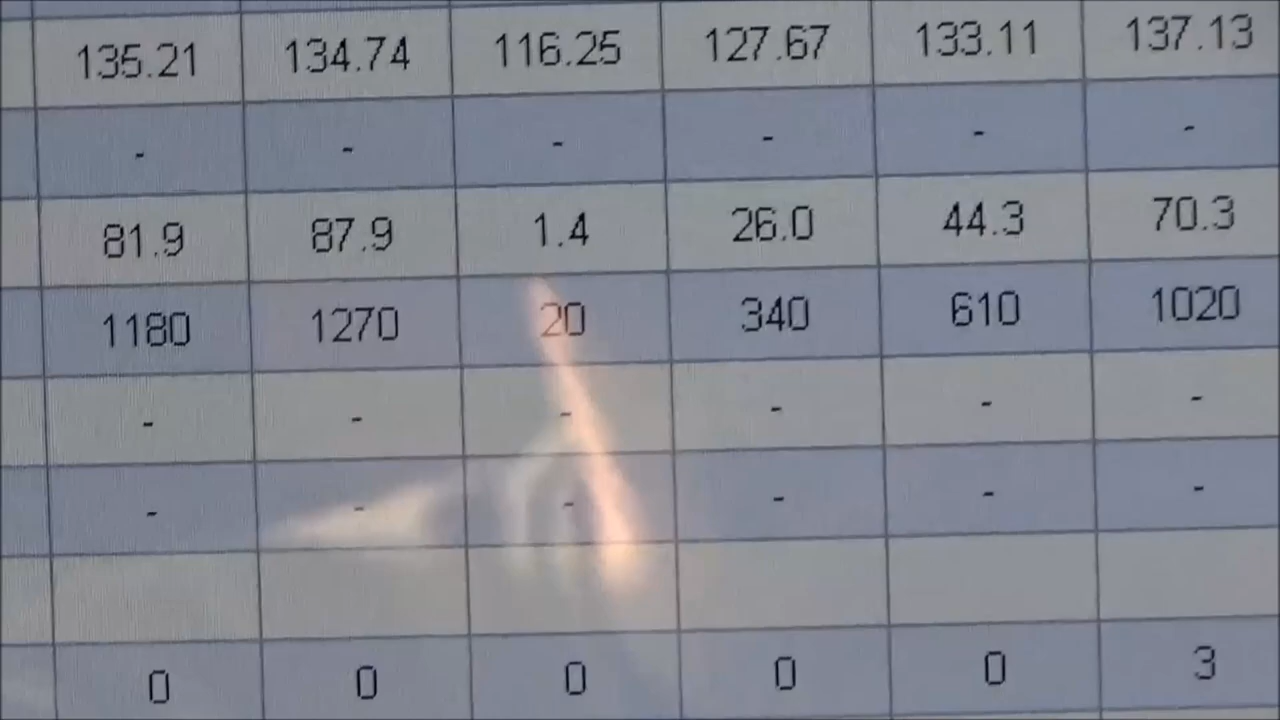 135.21 134.74 116.25 127.67 133.11 137.13
- - - - - -
81.9 87.9 1.4 26.0 44.3 70.3
1180 1270 20 340 610 1020
- - - - - -
- - - - - -
0 0 0 0 0 3